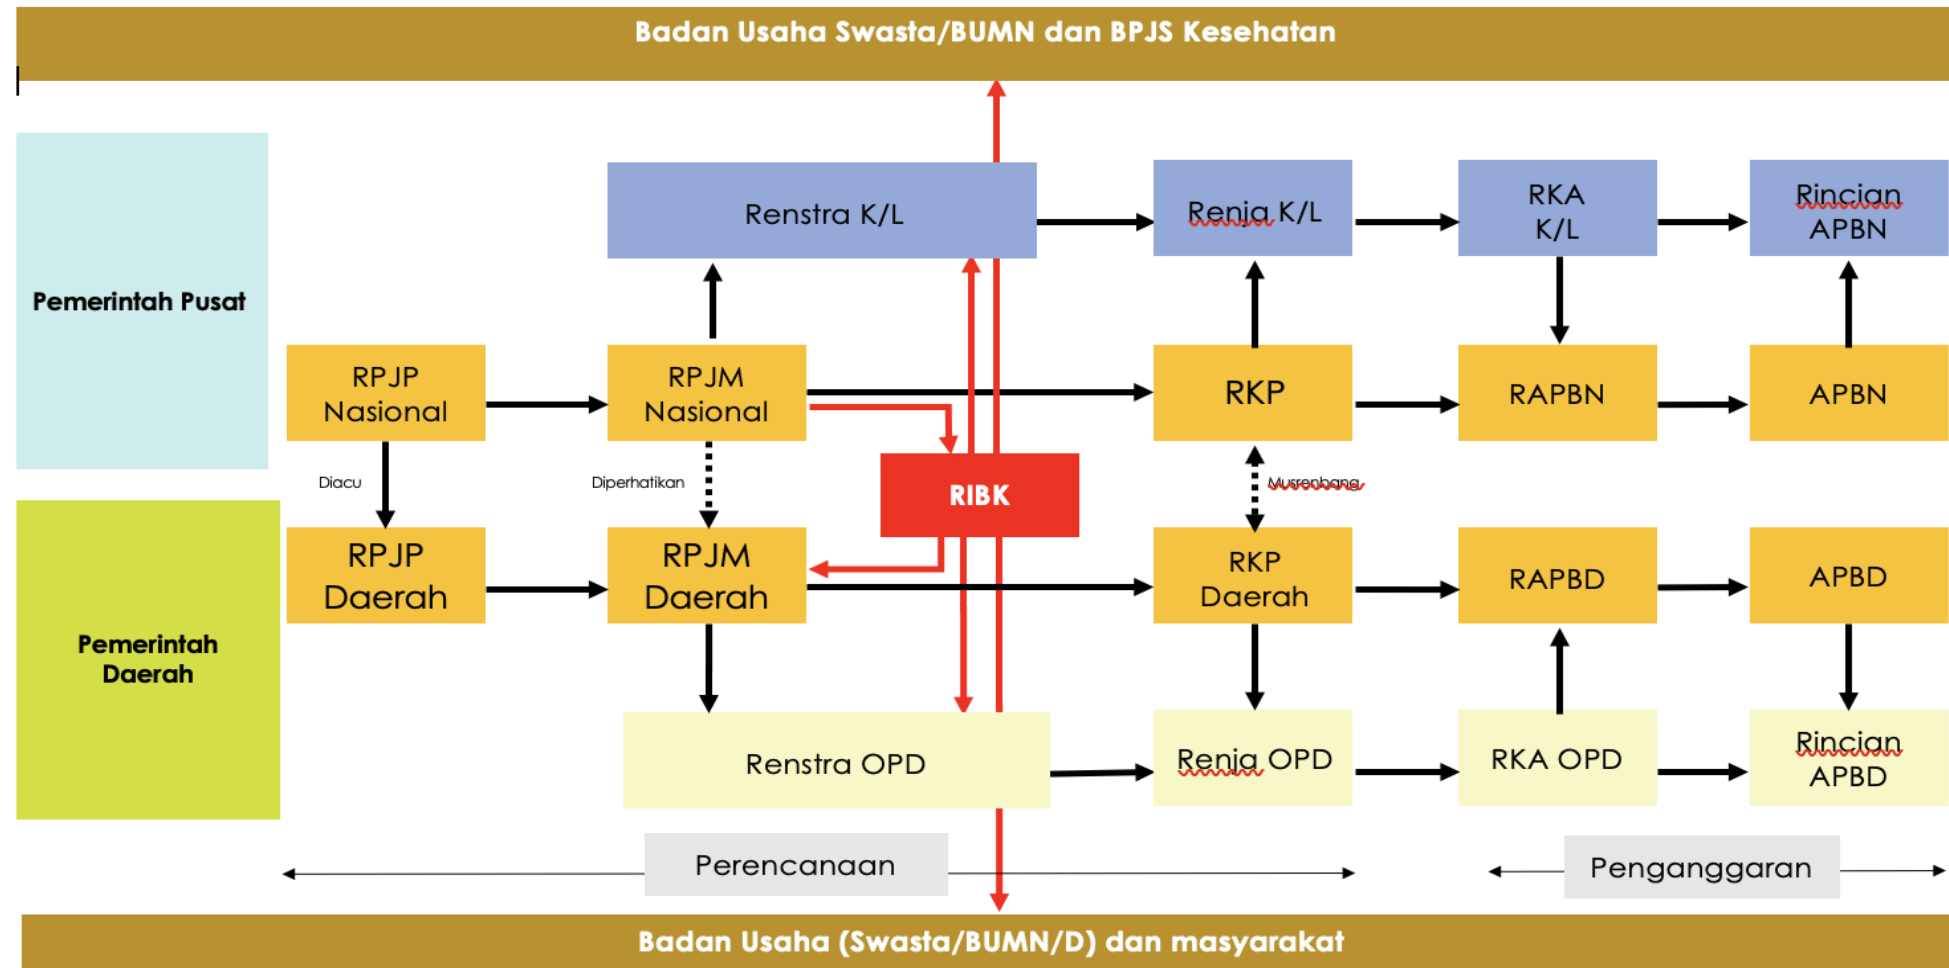 Badan Usaha Swasta/BUMN dan BPJS Kesehatan
Pemerintah Pusat
Renstra K/L
Renja K/L
RKA
K/L
Rincian
APBN
RPJP
Nasional
RPJM
Nasional
RKP
RAPBN
APBN
Diacu
Diperhatikan
RIBK
Musrenbang
Pemerintah
Daerah
RPJP
Daerah
RPJM
Daerah
RKP
Daerah
RAPBD
APBD
Renstra OPD
Renja OPD
RKA OPD
Rincian
APBD
Perencanaan
Penganggaran
Badan Usaha (Swasta/BUMN/D) dan masyarakat